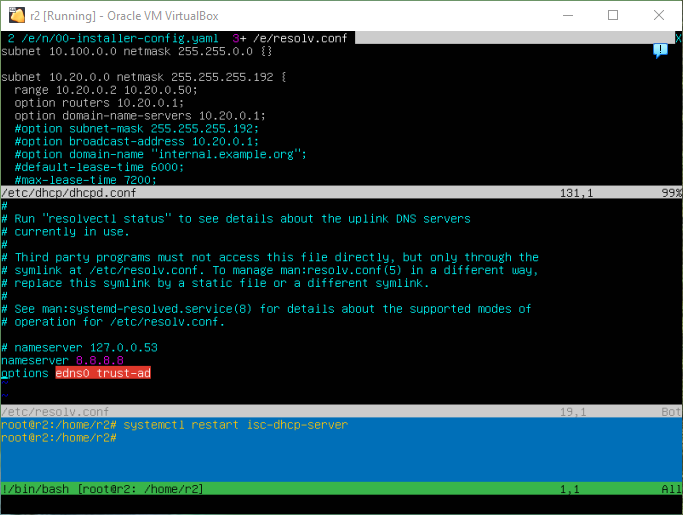 r2 [Running] - Oracle VM VirtualBox
2 /e/n/00-installer-config.yaml  3+ /e/resolv.conf X
subnet 10.100.0.0 netmask 255.255.0.0 {}
subnet 10.20.0.0 netmask 255.255.255.192 {
  range 10.20.0.2 10.20.0.50;
  option routers 10.20.0.1;
  option domain-name-servers 10.20.0.1;
  #option subnet-mask 255.255.255.192;
  #option broadcast-address 10.20.0.1;
  #option domain-name "internal.example.org";
  #default-lease-time 6000;
  #max-lease-time 7200;
/etc/dhcp/dhcpd.conf 131,1 99%
#
# Run "resolvectl status" to see details about the uplink DNS servers
# currently in use.
#
# Third party programs must not access this file directly, but only through the
# symlink at /etc/resolv.conf. To manage man:resolv.conf(5) in a different way,
# replace this symlink by a static file or a different symlink.
#
# See man:systemd-resolved.service(8) for details about the supported modes of
# operation for /etc/resolv.conf.
# nameserver 127.0.0.53
nameserver 8.8.8.8
options edns0 trust-ad
~
~
/etc/resolv.conf 19,1 Bot
root@r2:/home/r2# systemctl restart isc-dhcp-server
root@r2:/home/r2#
!/bin/bash [root@r2: /home/r2] 1,1 All